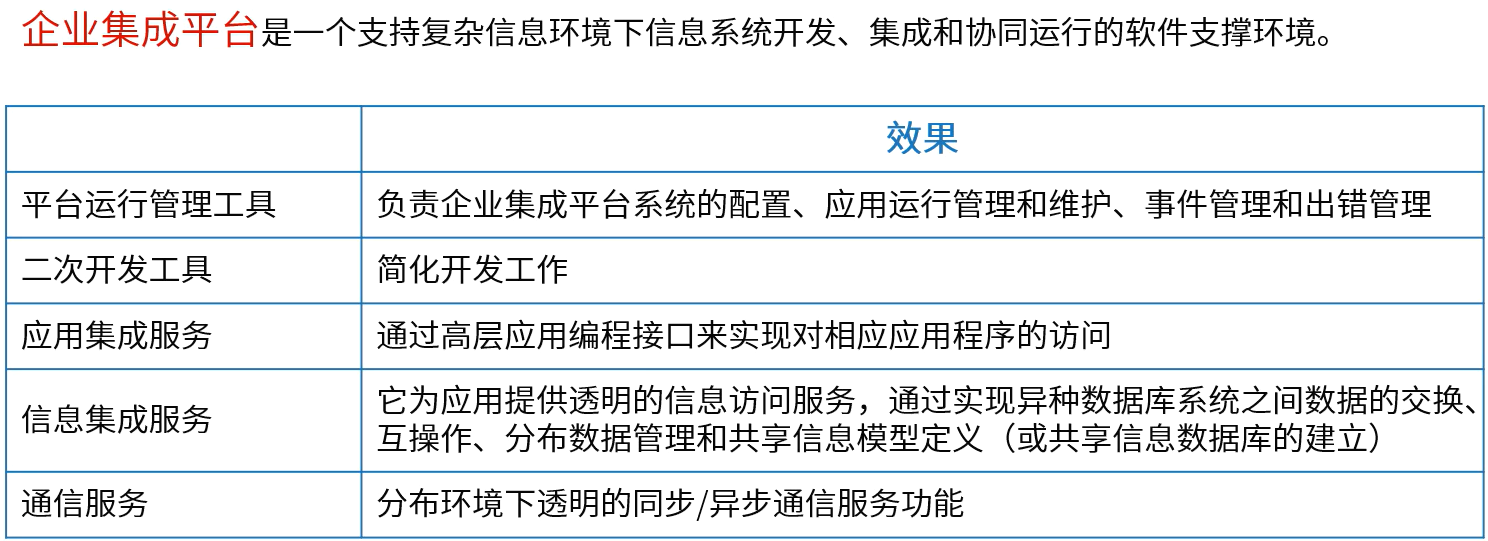 企业集成平台是一个支持复杂信息环境下信息系统开发、集成和协同运行的软件支撑环境。
效果
平台运行管理工具 负责企业集成平台系统的配置、应用运行管理和维护、事件管理和出错管理
二次开发工具 简化开发工作
应用集成服务 通过高层应用编程接口来实现对相应应用程序的访问
信息集成服务 它为应用提供透明的信息访问服务，通过实现异种数据库系统之间数据的交换、
互操作、分布数据管理和共享信息模型定义（或共享信息数据库的建立）
通信服务 分布环境下透明的同步/异步通信服务功能